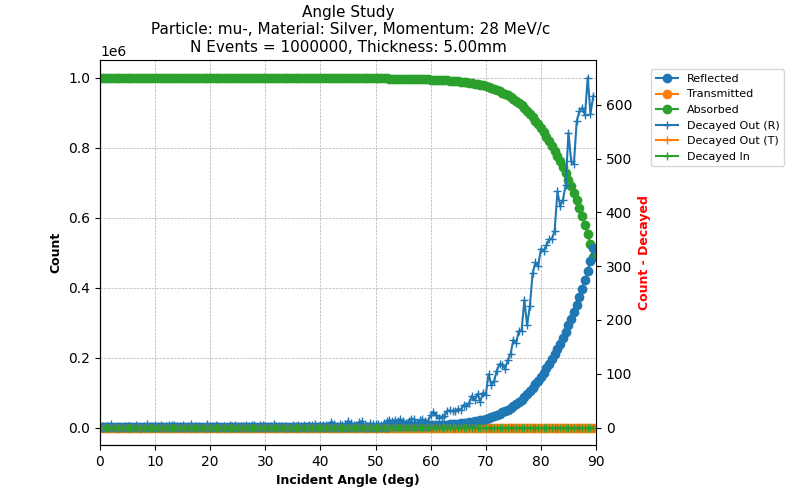 Angle Study
Particle: mu-, Material: Silver, Momentum: 28 MeV/c
N Events = 1000000, Thickness: 5.00mm
1e6
1.0
0.8
0.6
0.4
0.2
0.0
Count
0 10 20 30 40 50 60 70 80 90
Incident Angle (deg)
600
500
400
300
200
100
0
Count - Decayed
Reflected
Transmitted
Absorbed
Decayed Out (R)
Decayed Out (T)
Decayed In